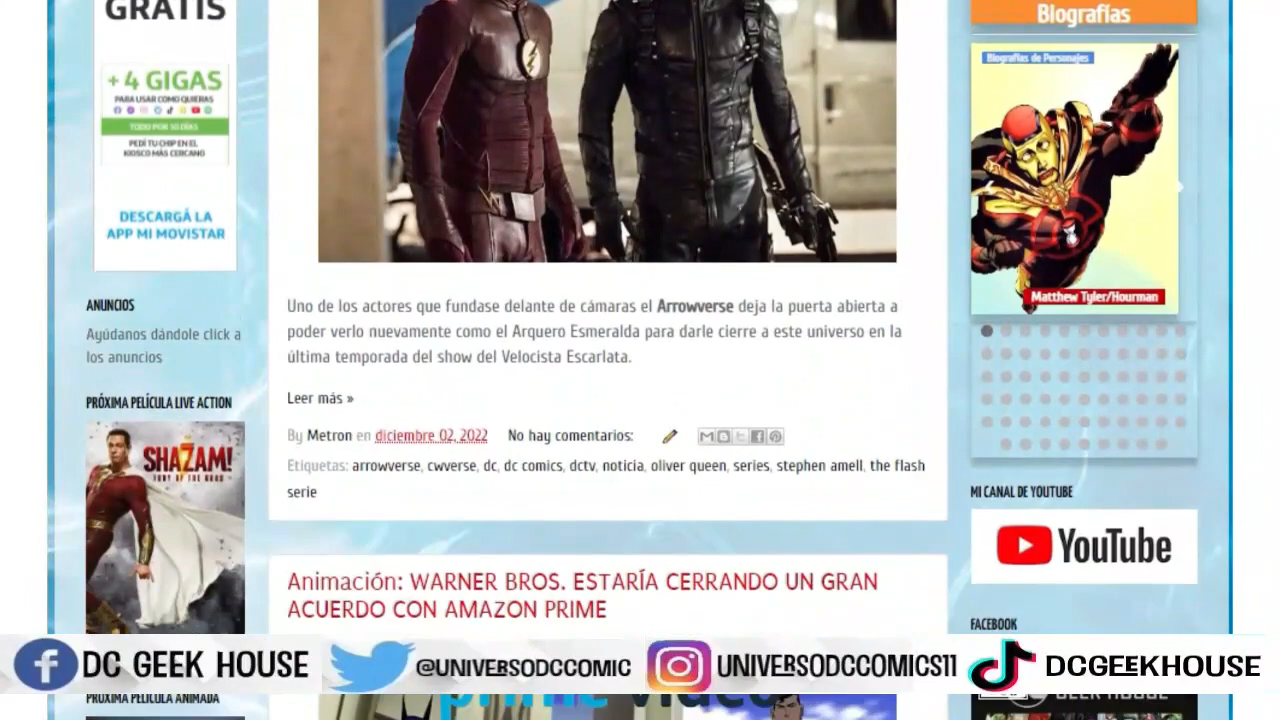 GRATIS
+ 4 GIGAS
PARA USAR COMO QUIERAS
TODO POR 30 DÍAS
PEDÍ TU CHIP EN EL
KIOSCO MÁS CERCANO
DESCARGÁ LA
APP MI MOVISTAR
ANUNCIOS
Ayúdanos dándole click a
los anuncios
PRÓXIMA PELÍCULA LIVE ACTION
SHAZAM!
FURY OF THE GODS
PRÓXIMA PELÍCULA ANIMADA
Uno de los actores que fundase delante de cámaras el Arrowverse deja la puerta abierta a
poder verlo nuevamente como el Arquero Esmeralda para darle cierre a este universo en la
última temporada del show del Velocista Escarlata.
Leer más »
By Metron en diciembre 02, 2022 No hay comentarios:
Etiquetas: arrowverse, cwverse, dc, dc comics, dctv, noticia, oliver queen, series, stephen amell, the flash
serie
Animación: WARNER BROS. ESTARÍA CERRANDO UN GRAN
ACUERDO CON AMAZON PRIME
prime video
Biografías
Biografías de Personajes
Matthew Tyler/Hourman
MI CANAL DE YOUTUBE
YouTube
FACEBOOK
GEEK HOUSE
DC GEEK HOUSE
@UNIVERSODCCOMIC
UNIVERSODCCOMICS11
DCGEEKHOUSE